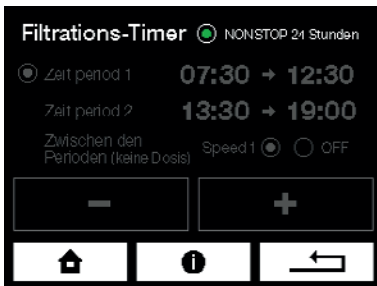 Filtrations-Timer NONSTOP 24 Stunden
Zeit period 1 07:30 → 12:30
Zeit period 2 13:30 → 19:00
Zwischen den
Perioden (keine Dosis) Speed 1 OFF